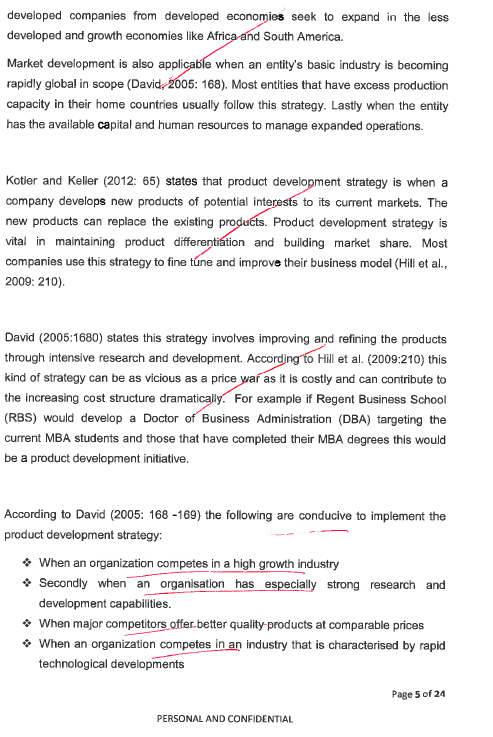 developed companies from developed economies seek to expand in the less
developed and growth economies like Africa and South America.
Market development is also applicable when an entity's basic industry is becoming
rapidly global in scope (David, 2005: 168). Most entities that have excess production
capacity in their home countries usually follow this strategy. Lastly when the entity
has the available capital and human resources to manage expanded operations.
Kotler and Keller (2012: 65) states that product development strategy is when a
company develops new products of potential interests to its current markets. The
new products can replace the existing products. Product development strategy is
vital in maintaining product differentiation and building market share. Most
companies use this strategy to fine tune and improve their business model (Hill et al.,
2009: 210).
David (2005:1680) states this strategy involves improving and refining the products
through intensive research and development. According to Hill et al. (2009:210) this
kind of strategy can be as vicious as a price war as it is costly and can contribute to
the increasing cost structure dramatically. For example if Regent Business School
(RBS) would develop a Doctor of Business Administration (DBA) targeting the
current MBA students and those that have completed their MBA degrees this would
be a product development initiative.
According to David (2005: 168 -169) the following are conducive to implement the
product development strategy:
❖ When an organization competes in a high growth industry
❖ Secondly when an organisation has especially strong research and
development capabilities.
❖ When major competitors offer better quality products at comparable prices
❖ When an organization competes in an industry that is characterised by rapid
technological developments
Page 5 of 24
PERSONAL AND CONFIDENTIAL